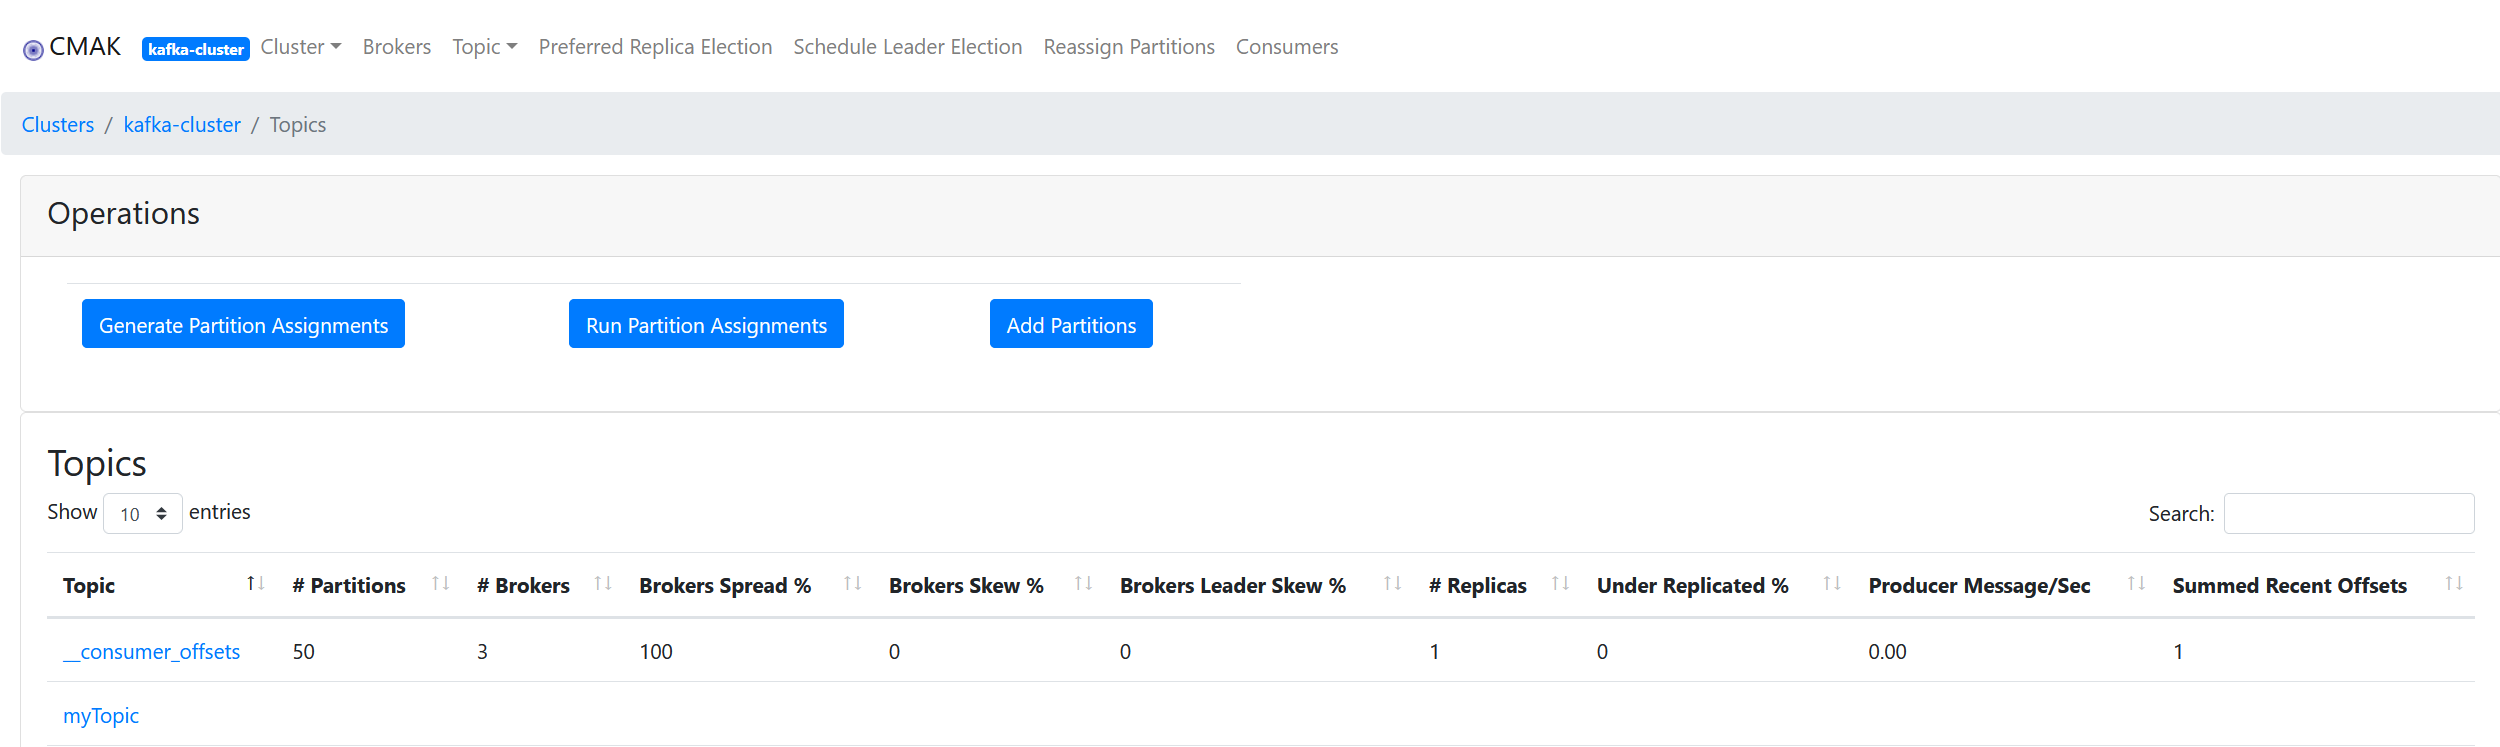 CMAK kafka-cluster Cluster Brokers Topic Preferred Replica Election Schedule Leader Election Reassign Partitions Consumers
Clusters / kafka-cluster / Topics
Operations
Generate Partition Assignments Run Partition Assignments Add Partitions
Topics
Show 10 entries Search:
Topic # Partitions # Brokers Brokers Spread % Brokers Skew % Brokers Leader Skew % # Replicas Under Replicated % Producer Message/Sec Summed Recent Offsets
__consumer_offsets 50 3 100 0 0 1 0 0.00 1
myTopic